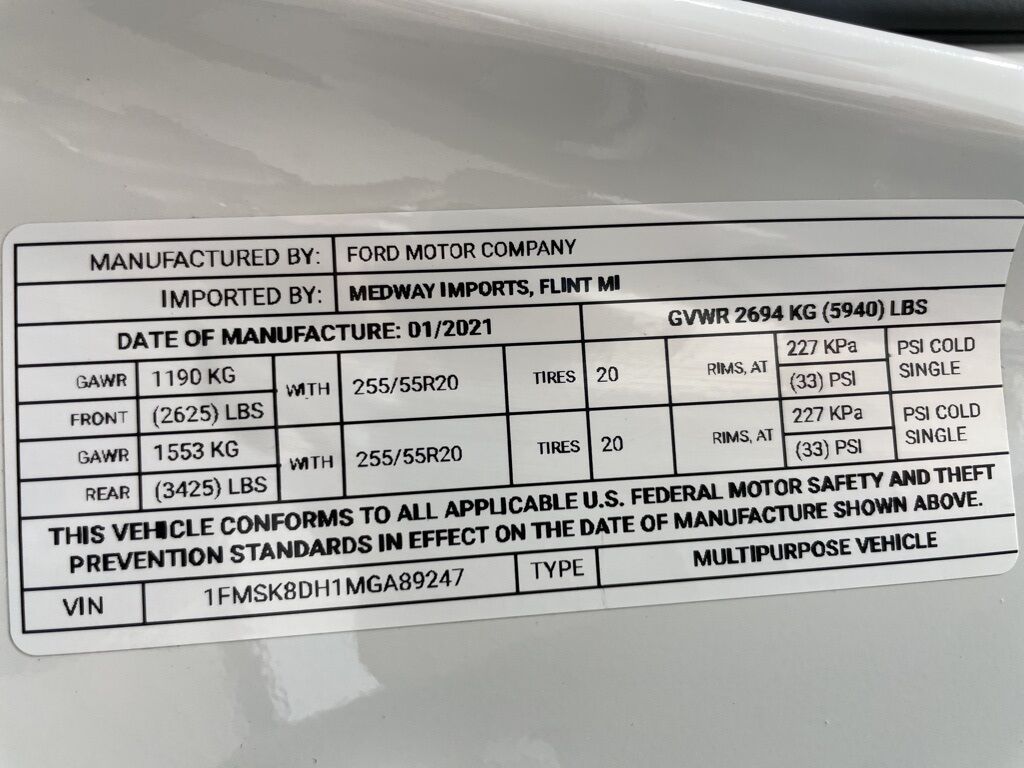 MANUFACTURED BY: FORD MOTOR COMPANY
IMPORTED BY: MEDWAY IMPORTS, FLINT MI
DATE OF MANUFACTURE: 01/2021 GVWR 2694 KG (5940) LBS
GAWR 1190 KG WITH 255/55R20 TIRES 20 RIMS, AT 227 KPa PSI COLD
FRONT (2625) LBS (33) PSI SINGLE
GAWR 1553 KG WITH 255/55R20 TIRES 20 RIMS, AT 227 KPa PSI COLD
REAR (3425) LBS (33) PSI SINGLE
THIS VEHICLE CONFORMS TO ALL APPLICABLE U.S. FEDERAL MOTOR SAFETY AND THEFT
PREVENTION STANDARDS IN EFFECT ON THE DATE OF MANUFACTURE SHOWN ABOVE.
VIN 1FMSK8DH1MGA89247 TYPE MULTIPURPOSE VEHICLE